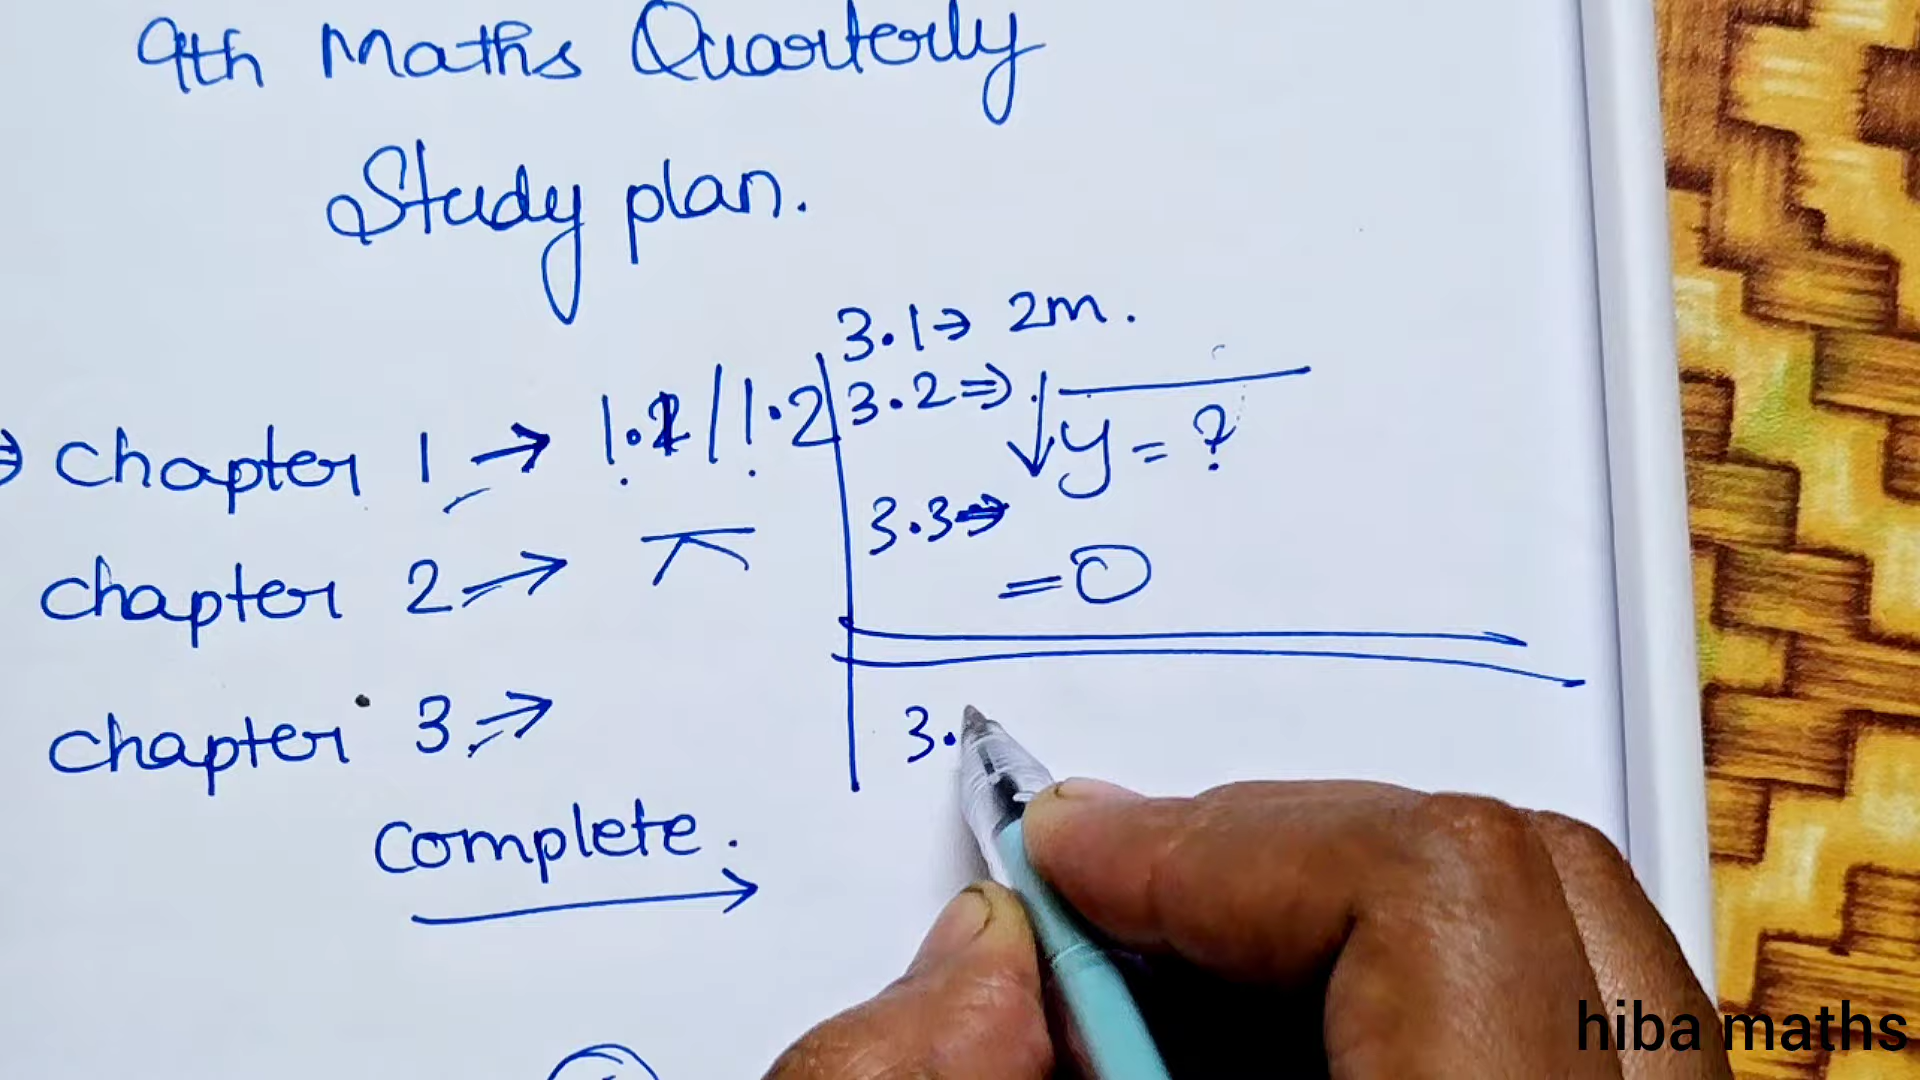 9th Maths Quarterly
Study plan.
⇒ chapter 1 → 1.1/1.2
chapter 2 →
chapter 3 →
complete.
3.1 → 2m.
3.2 ⇒ ↓ y = ?
3.3 →
= 0
3.
hiba maths